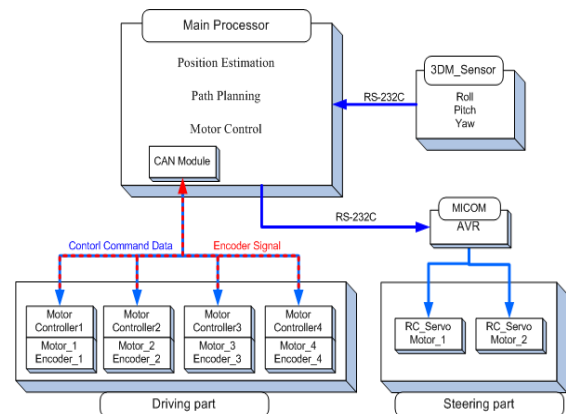 Main Processor
Position Estimation
Path Planning
Motor Control
CAN Module
3DM_Sensor
Roll
Pitch
Yaw
RS-232C
RS-232C
MICOM
AVR
Contorl Command Data
Encoder Signal
Motor
Controller1
Motor_1
Encoder_1
Motor
Controller2
Motor_2
Encoder_2
Motor
Controller3
Motor_3
Encoder_3
Motor
Controller4
Motor_4
Encoder_4
Driving part
RC_Servo
Motor_1
RC_Servo
Motor_2
Steering part